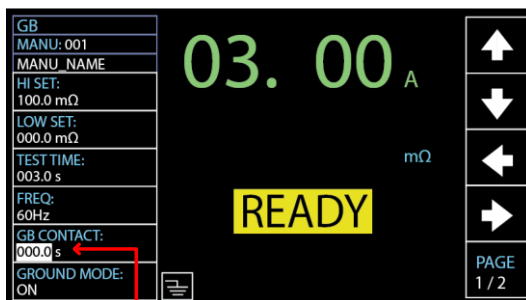 GB
MANU: 001
MANU_NAME
HI SET:
100.0 mΩ
LOW SET:
000.0 mΩ
TEST TIME:
003.0 s
FREQ:
60Hz
GB CONTACT:
000.0 s
GROUND MODE:
ON
03. 00 A
mΩ
READY
PAGE
1 / 2